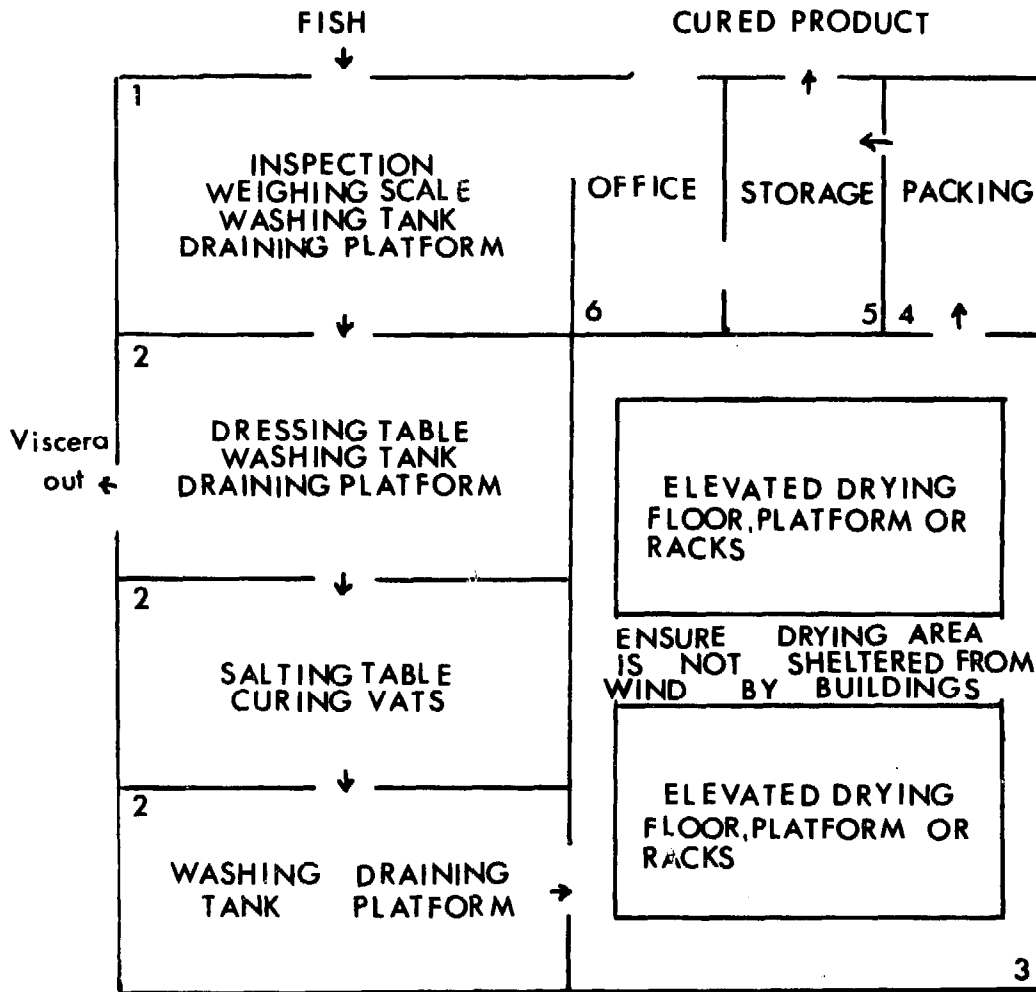 FISH
CURED PRODUCT
1
INSPECTION
WEIGHING SCALE
WASHING TANK
DRAINING PLATFORM
OFFICE
STORAGE
PACKING
6
5
4
2
Viscera
out
DRESSING TABLE
WASHING TANK
DRAINING PLATFORM
ELEVATED DRYING
FLOOR, PLATFORM OR
RACKS
2
SALTING TABLE
CURING VATS
ENSURE DRYING AREA
IS NOT SHELTERED FROM
WIND BY BUILDINGS
2
WASHING TANK
DRAINING PLATFORM
ELEVATED DRYING
FLOOR, PLATFORM OR
RACKS
3